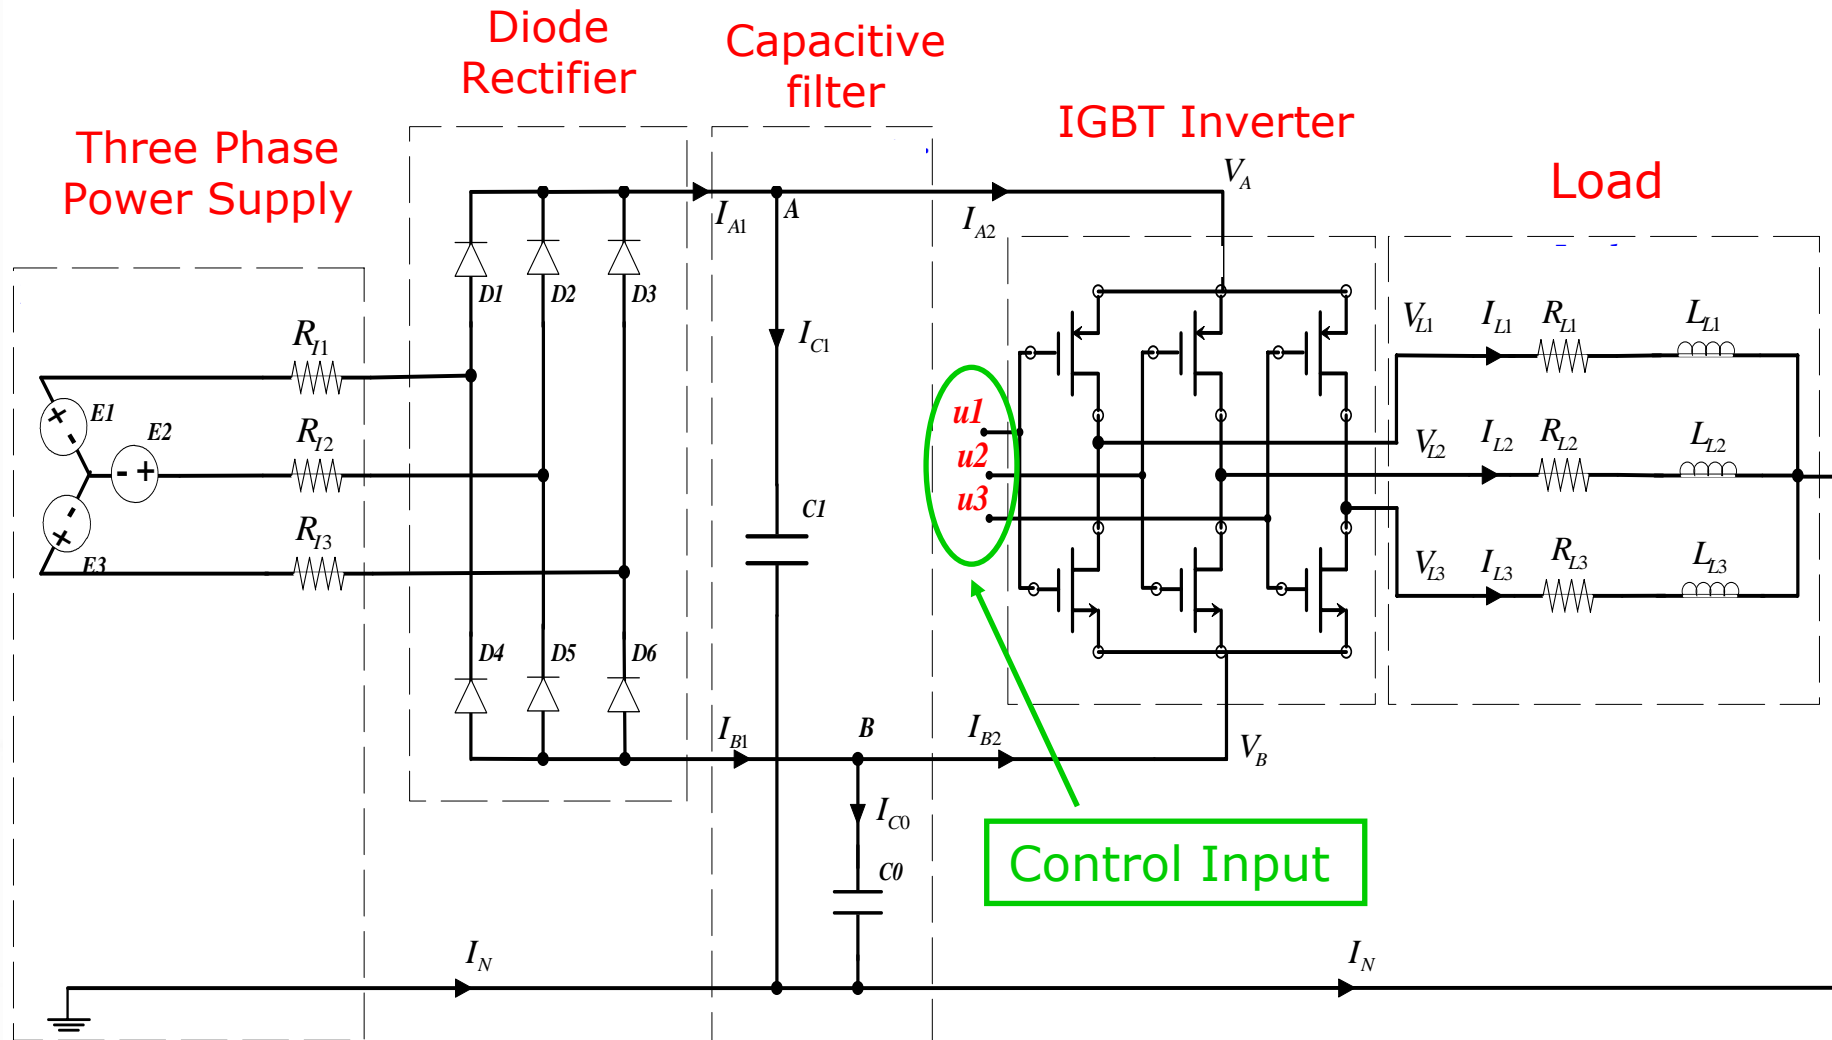 Diode
Rectifier
Capacitive
filter
Three Phase
Power Supply
IGBT Inverter
Load
V_A
I_A1
A
I_A2
D1
D2
D3
R_I1
I_C1
V_L1
I_L1
R_L1
L_L1
E1
E2
R_I2
u1
u2
u3
V_L2
I_L2
R_L2
L_L2
+
-
- +
-
+
C1
R_I3
E3
V_L3
I_L3
R_L3
L_L3
D4
D5
D6
I_B1
B
I_B2
V_B
I_C0
C0
Control Input
I_N
I_N